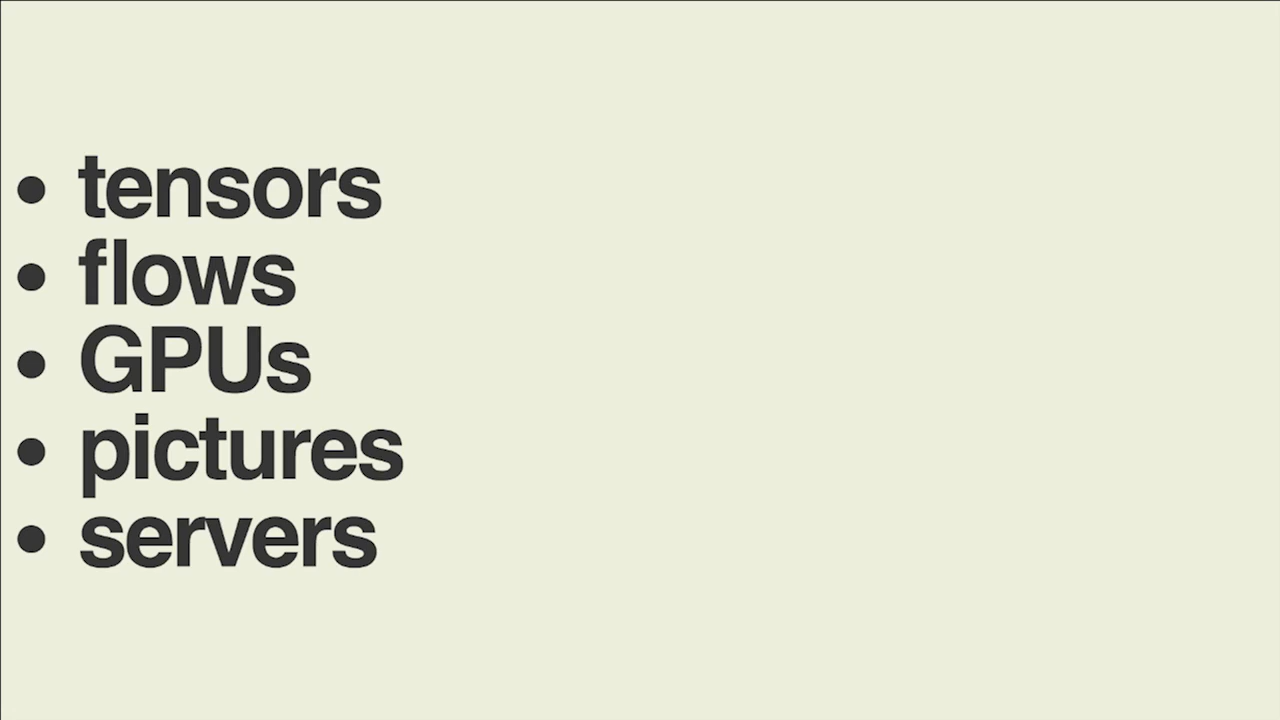 • tensors
• flows
• GPUs
• pictures
• servers